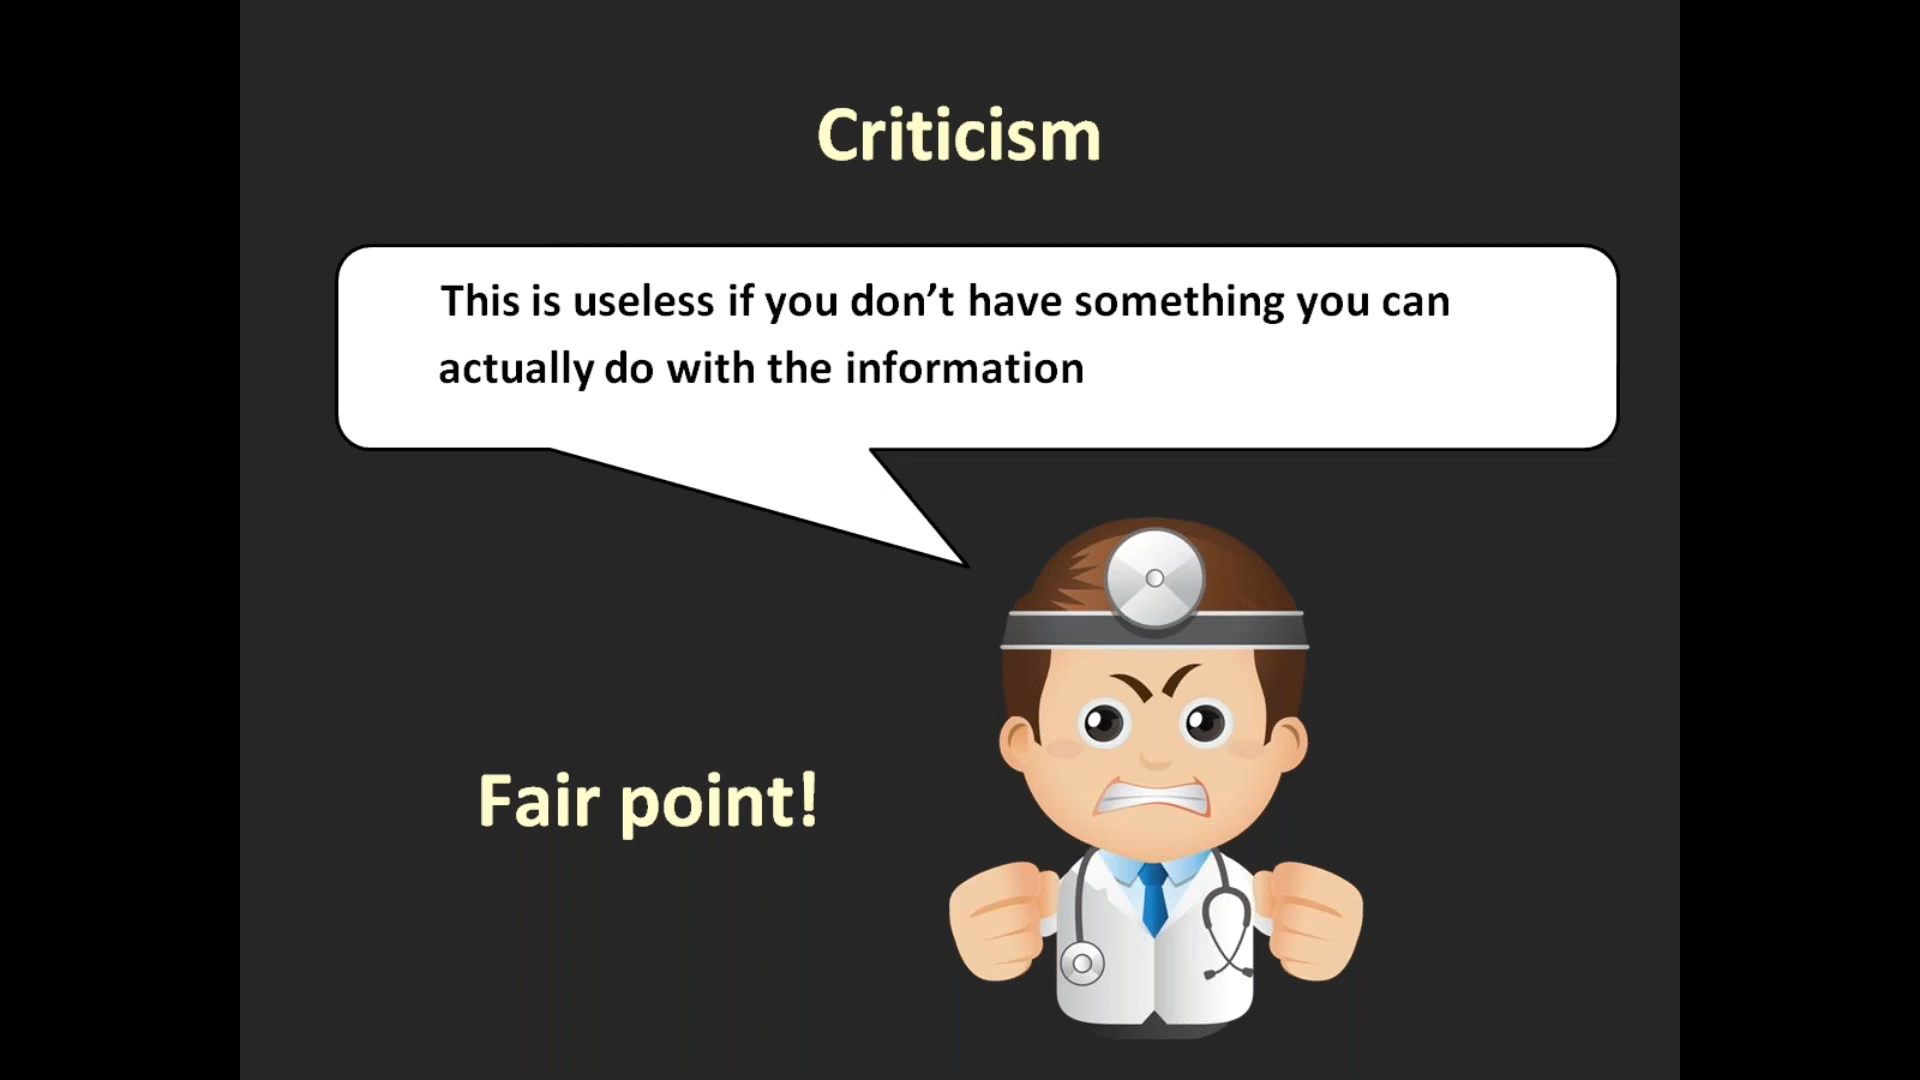 Criticism
This is useless if you don’t have something you can
actually do with the information
Fair point!